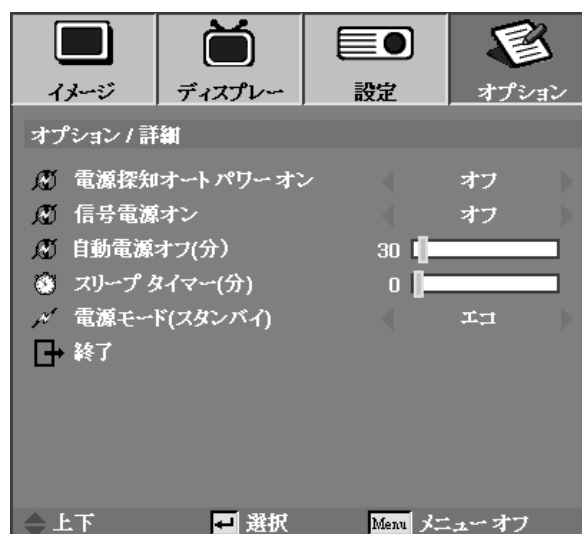 イメージ ディスプレー 設定 オプション
オプション / 詳細
電源探知オートパワーオン オフ
信号電源オン オフ
自動電源オフ(分) 30
スリープ タイマー(分) 0
電源モード(スタンバイ) エコ
終了
上下 選択 Menu メニューオフ